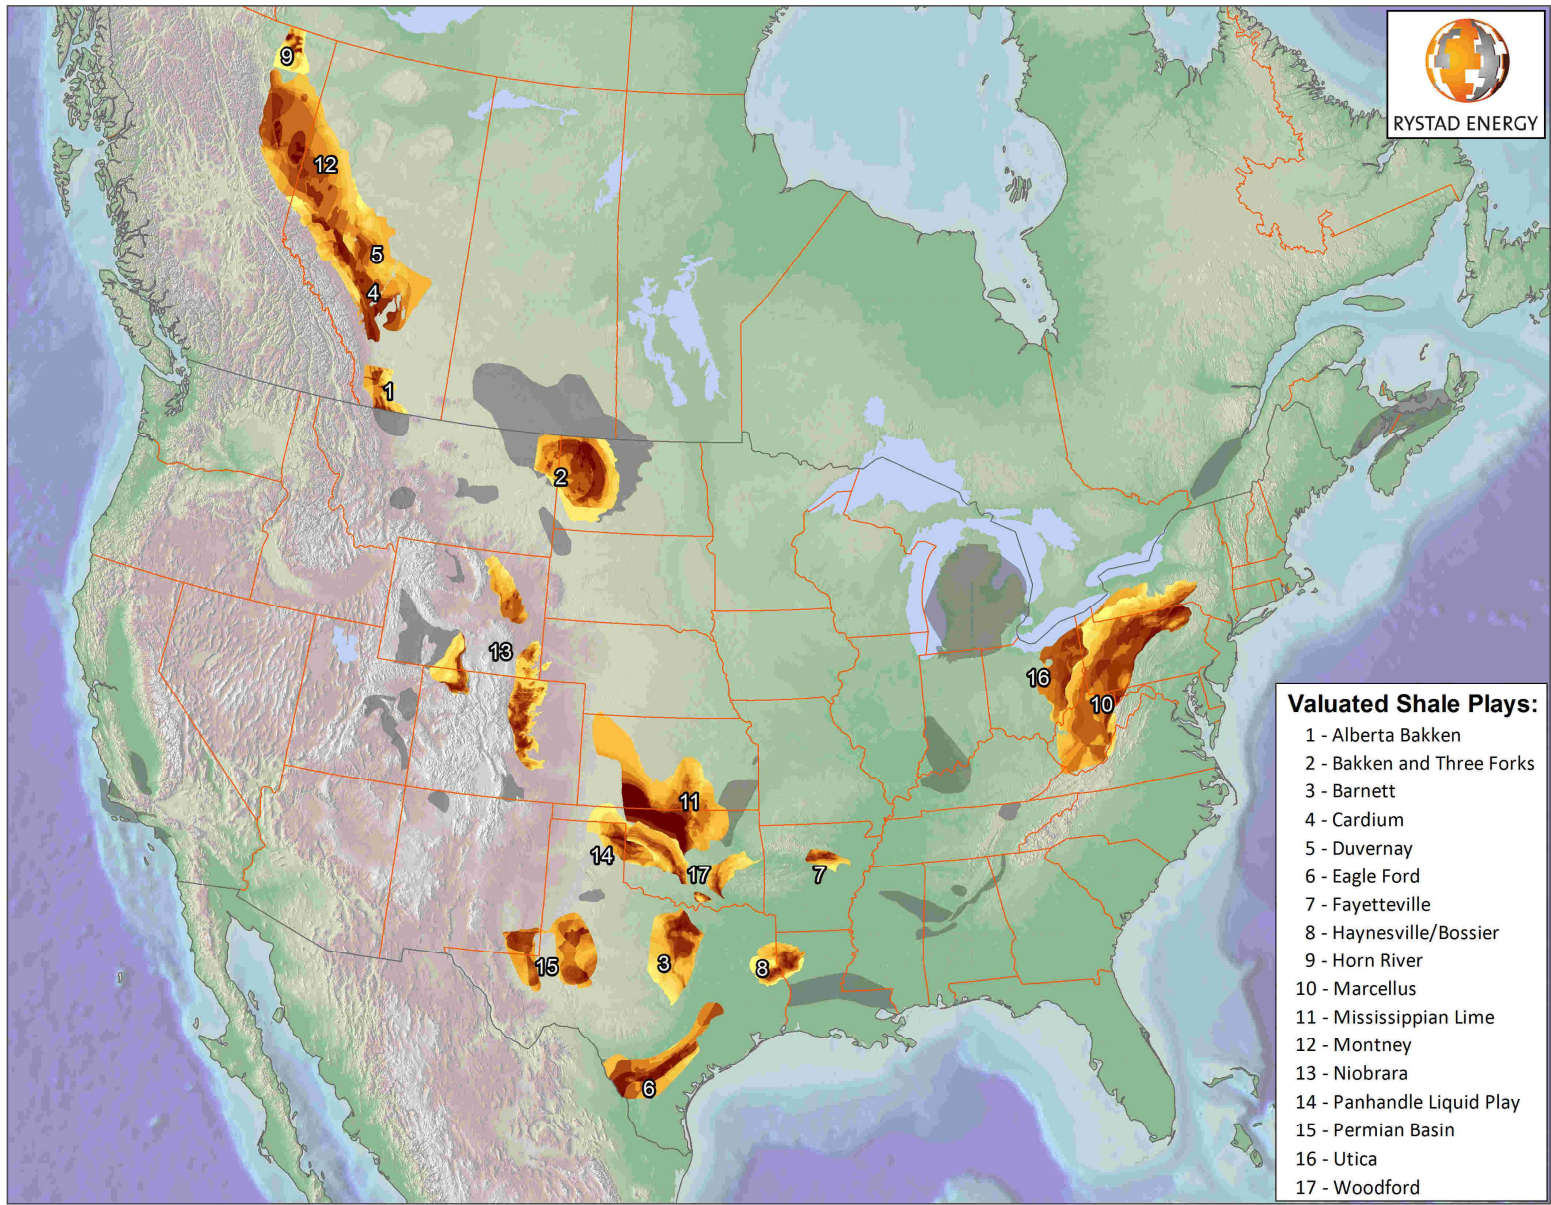 RYSTAD ENERGY
9
12
5
4
1
2
13
16
10
11
14
17
7
15
3
8
6
Valuated Shale Plays:
1 - Alberta Bakken
2 - Bakken and Three Forks
3 - Barnett
4 - Cardium
5 - Duvernay
6 - Eagle Ford
7 - Fayetteville
8 - Haynesville/Bossier
9 - Horn River
10 - Marcellus
11 - Mississippian Lime
12 - Montney
13 - Niobrara
14 - Panhandle Liquid Play
15 - Permian Basin
16 - Utica
17 - Woodford